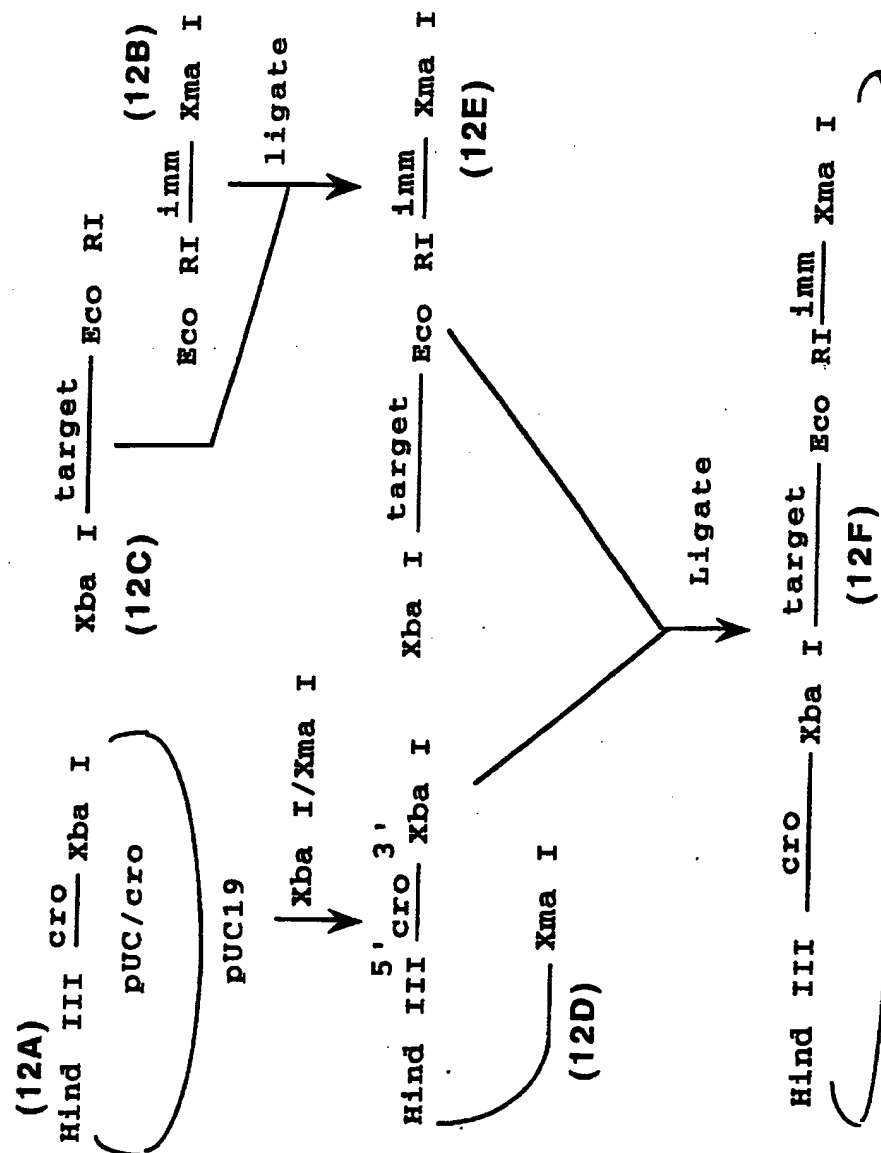 (12A)
Hind III cro Xba I
pUC/cro
pUC19
Xba I/Xma I
5' 3'
Hind III cro Xba I
Xma I
(12D)
Xba I target Eco RI
(12C)
(12B)
Eco RI imm Xma I
ligate
Xba I target Eco RI imm Xma I
(12E)
Ligate
Hind III cro Xba I target Eco RI imm Xma I
(12F)